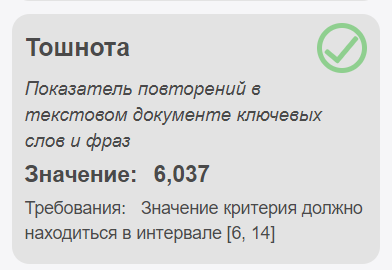 Тошнота
Показатель повторений в
текстовом документе ключевых
слов и фраз
Значение: 6,037
Требования: Значение критерия должно
находиться в интервале [6, 14]